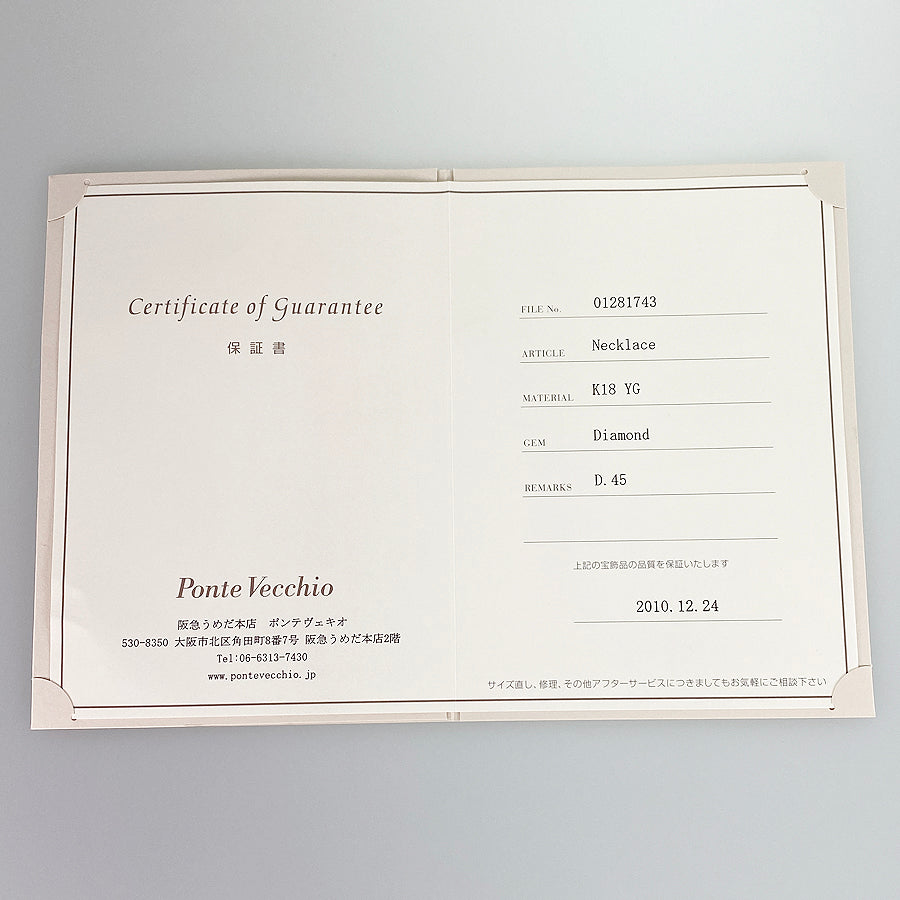 Certificate of Guarantee
保証書
Ponte Vecchio
阪急うめだ本店　ポンテヴェキオ
530-8350 大阪市北区角田町8番7号 阪急うめだ本店2階
Tel:06-6313-7430
www.pontevecchio.jp
FILE No. 01281743
ARTICLE Necklace
MATERIAL K18 YG
GEM Diamond
REMARKS D.45
上記の宝飾品の品質を保証いたします
2010.12.24
サイズ直し、修理、その他アフターサービスにつきましてもお気軽にご相談下さい